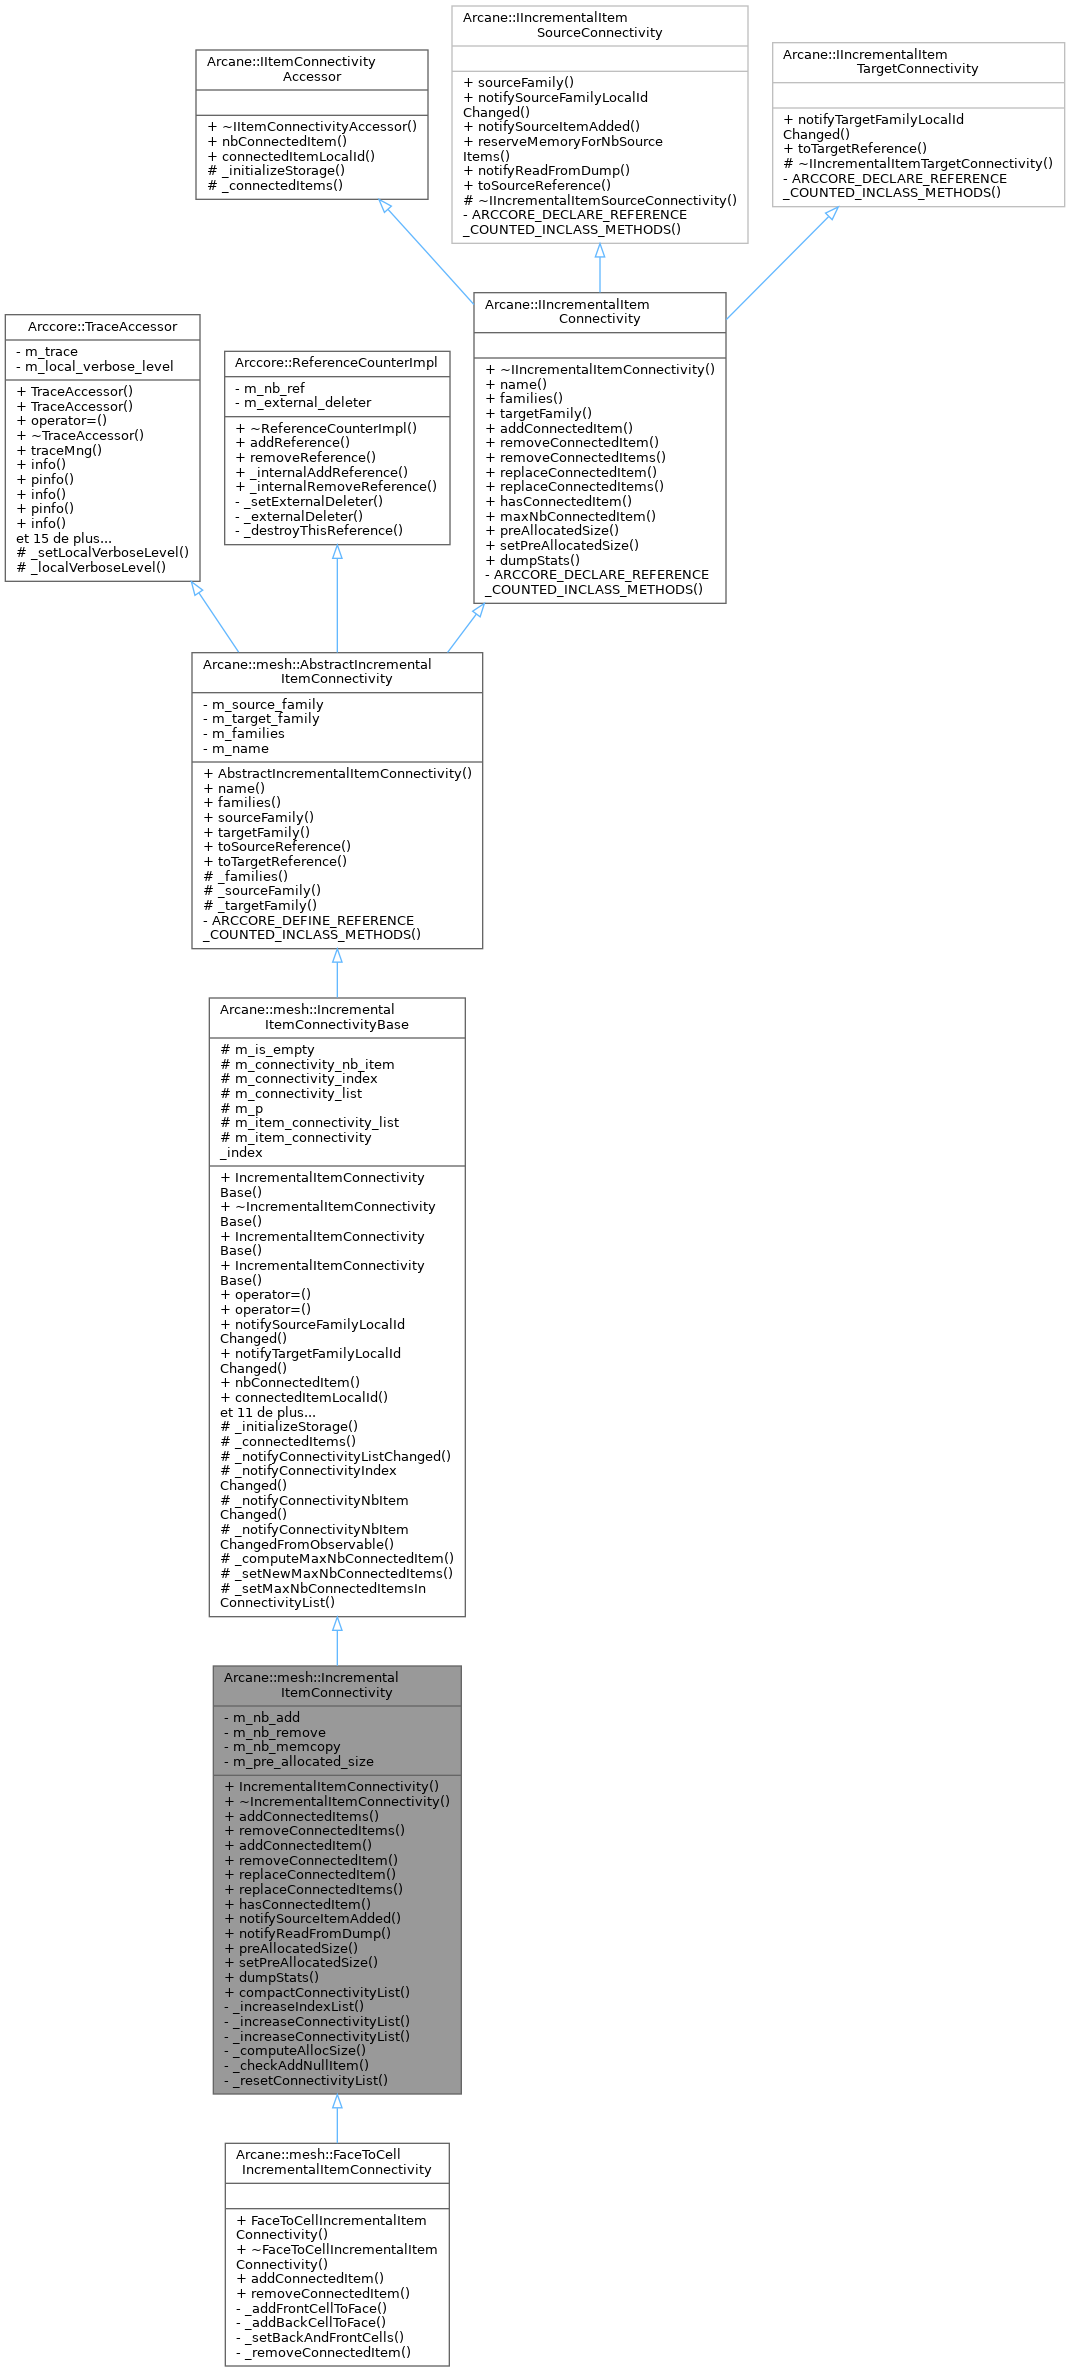 Arcane::IIncrementalItem
SourceConnectivity
+ sourceFamily()
+ notifySourceFamilyLocalId
Changed()
+ notifySourceItemAdded()
+ reserveMemoryForNbSource
Items()
+ notifyReadFromDump()
+ toSourceReference()
# ~IIncrementalItemSourceConnectivity()
- ARCCORE_DECLARE_REFERENCE
_COUNTED_INCLASS_METHODS()
Arcane::IItemConnectivity
Accessor
+ ~IItemConnectivityAccessor()
+ nbConnectedItem()
+ connectedItemLocalId()
# _initializeStorage()
# _connectedItems()
Arcane::IIncrementalItem
TargetConnectivity
+ notifyTargetFamilyLocalId
Changed()
+ toTargetReference()
# ~IIncrementalItemTargetConnectivity()
- ARCCORE_DECLARE_REFERENCE
_COUNTED_INCLASS_METHODS()
Arcane::IIncrementalItem
Connectivity
+ ~IIncrementalItemConnectivity()
+ name()
+ families()
+ targetFamily()
+ addConnectedItem()
+ removeConnectedItem()
+ removeConnectedItems()
+ replaceConnectedItem()
+ replaceConnectedItems()
+ hasConnectedItem()
+ maxNbConnectedItem()
+ preAllocatedSize()
+ setPreAllocatedSize()
+ dumpStats()
- ARCCORE_DECLARE_REFERENCE
_COUNTED_INCLASS_METHODS()
Arccore::TraceAccessor
- m_trace
- m_local_verbose_level
+ TraceAccessor()
+ TraceAccessor()
+ operator=()
+ ~TraceAccessor()
+ traceMng()
+ info()
+ pinfo()
+ info()
+ pinfo()
+ info()
et 15 de plus...
# _setLocalVerboseLevel()
# _localVerboseLevel()
Arccore::ReferenceCounterImpl
- m_nb_ref
- m_external_deleter
+ ~ReferenceCounterImpl()
+ addReference()
+ removeReference()
+ _internalAddReference()
+ _internalRemoveReference()
- _setExternalDeleter()
- _externalDeleter()
- _destroyThisReference()
Arcane::mesh::AbstractIncremental
ItemConnectivity
- m_source_family
- m_target_family
- m_families
- m_name
+ AbstractIncrementalItemConnectivity()
+ name()
+ families()
+ sourceFamily()
+ targetFamily()
+ toSourceReference()
+ toTargetReference()
# _families()
# _sourceFamily()
# _targetFamily()
- ARCCORE_DEFINE_REFERENCE
_COUNTED_INCLASS_METHODS()
Arcane::mesh::Incremental
ItemConnectivityBase
# m_is_empty
# m_connectivity_nb_item
# m_connectivity_index
# m_connectivity_list
# m_p
# m_item_connectivity_list
# m_item_connectivity
_index
+ IncrementalItemConnectivity
Base()
+ ~IncrementalItemConnectivity
Base()
+ IncrementalItemConnectivity
Base()
+ IncrementalItemConnectivity
Base()
+ operator=()
+ operator=()
+ notifySourceFamilyLocalId
Changed()
+ notifyTargetFamilyLocalId
Changed()
+ nbConnectedItem()
+ connectedItemLocalId()
et 11 de plus...
# _initializeStorage()
# _connectedItems()
# _notifyConnectivityListChanged()
# _notifyConnectivityIndex
Changed()
# _notifyConnectivityNbItem
Changed()
# _notifyConnectivityNbItem
ChangedFromObservable()
# _computeMaxNbConnectedItem()
# _setNewMaxNbConnectedItems()
# _setMaxNbConnectedItemsIn
ConnectivityList()
Arcane::mesh::Incremental
ItemConnectivity
- m_nb_add
- m_nb_remove
- m_nb_memcopy
- m_pre_allocated_size
+ IncrementalItemConnectivity()
+ ~IncrementalItemConnectivity()
+ addConnectedItems()
+ removeConnectedItems()
+ addConnectedItem()
+ removeConnectedItem()
+ replaceConnectedItem()
+ replaceConnectedItems()
+ hasConnectedItem()
+ notifySourceItemAdded()
+ notifyReadFromDump()
+ preAllocatedSize()
+ setPreAllocatedSize()
+ dumpStats()
+ compactConnectivityList()
- _increaseIndexList()
- _increaseConnectivityList()
- _increaseConnectivityList()
- _computeAllocSize()
- _checkAddNullItem()
- _resetConnectivityList()
Arcane::mesh::FaceToCell
IncrementalItemConnectivity
+ FaceToCellIncrementalItem
Connectivity()
+ ~FaceToCellIncrementalItem
Connectivity()
+ addConnectedItem()
+ removeConnectedItem()
- _addFrontCellToFace()
- _addBackCellToFace()
- _setBackAndFrontCells()
- _removeConnectedItem()